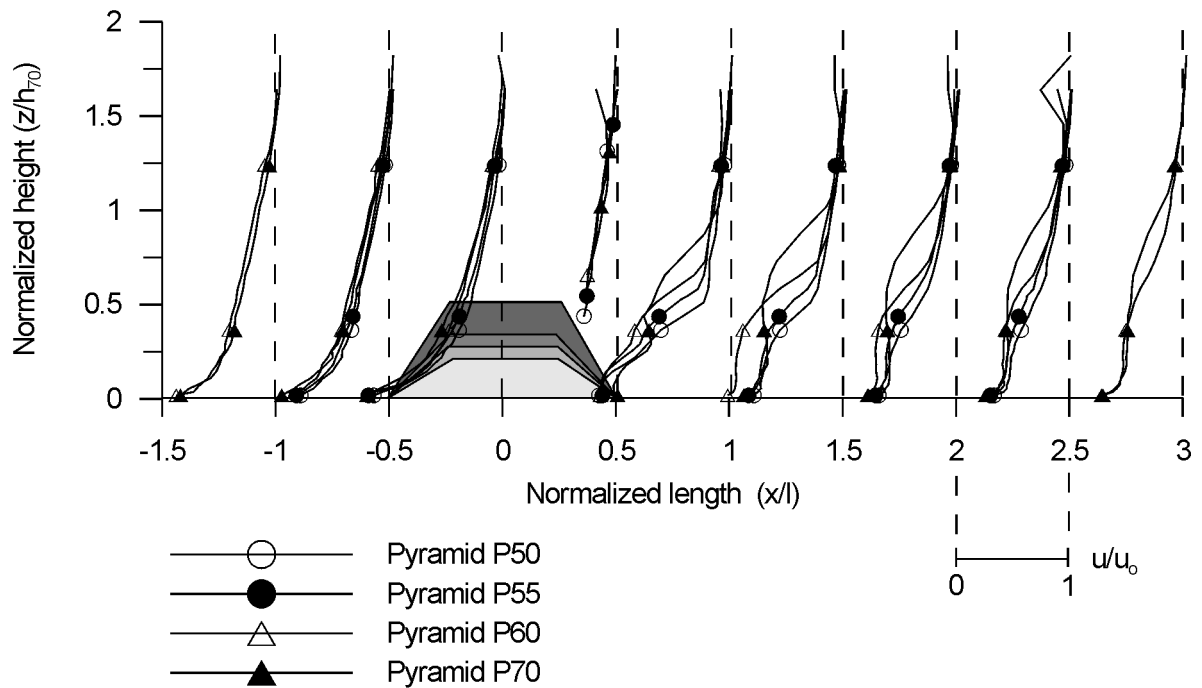 Normalized height (z/h70)
2
1.5
1
0.5
0
-1.5 -1 -0.5 0 0.5 1 1.5 2 2.5 3
Normalized length (x/l)
Pyramid P50
Pyramid P55
Pyramid P60
Pyramid P70
0 1 u/uo